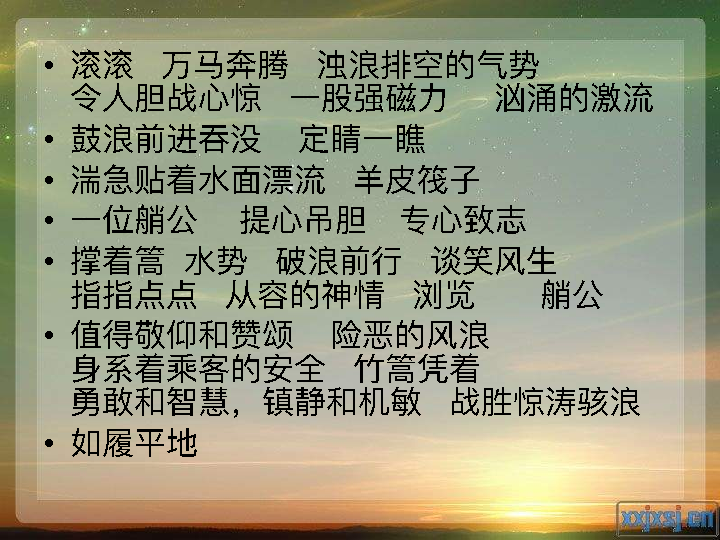 • 滚滚 万马奔腾 浊浪排空的气势
令人胆战心惊 一股强磁力 汹涌的激流
• 鼓浪前进吞没 定睛一瞧
• 湍急贴着水面漂流 羊皮筏子
• 一位艄公 提心吊胆 专心致志
• 撑着篙 水势 破浪前行 谈笑风生
指指点点 从容的神情 浏览 艄公
• 值得敬仰和赞颂 险恶的风浪
身系着乘客的安全 竹篙凭着
勇敢和智慧，镇静和机敏 战胜惊涛骇浪
• 如履平地
xxjxsj.cn